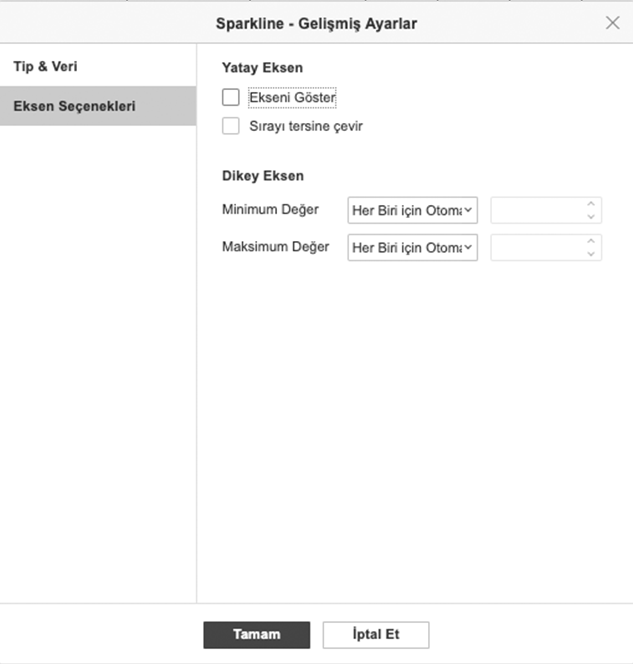 Sparkline - Gelişmiş Ayarlar
Tip & Veri
Eksen Seçenekleri
Yatay Eksen
Ekseni Göster
Sırayı tersine çevir
Dikey Eksen
Minimum Değer Her Biri için Otoma
Maksimum Değer Her Biri için Otoma
Tamam İptal Et